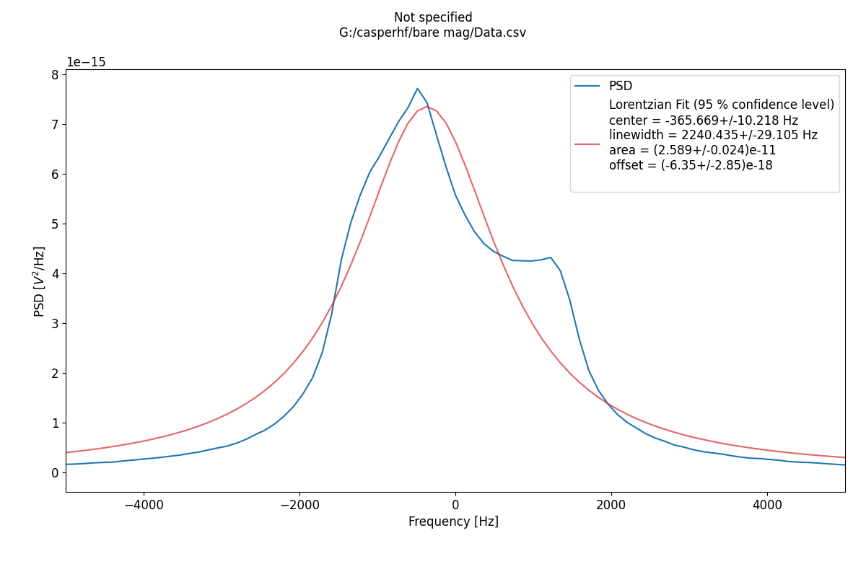 Not specified
G:/casperhf/bare mag/Data.csv
1e−15
8
7
6
5
4
3
2
1
0
PSD [V²/Hz]
PSD
Lorentzian Fit (95 % confidence level)
center = -365.669+/-10.218 Hz
linewidth = 2240.435+/-29.105 Hz
area = (2.589+/-0.024)e-11
offset = (-6.35+/-2.85)e-18
−4000 −2000 0 2000 4000
Frequency [Hz]